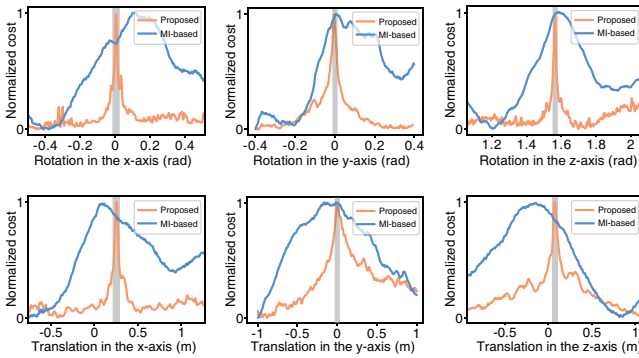 Normalized cost
1
0
Proposed
MI-based
-0.4 0 0.4
Rotation in the x-axis (rad)
Normalized cost
1
0
Proposed
MI-based
-0.4 -0.2 0 0.2 0.4
Rotation in the y-axis (rad)
Normalized cost
1
0
Proposed
MI-based
1.2 1.4 1.6 1.8 2.0
Rotation in the z-axis (rad)
Normalized cost
1
0
Proposed
MI-based
-0.5 0 0.5 1
Translation in the x-axis (m)
Normalized cost
1
0
Proposed
MI-based
-1 -0.5 0 0.5 1
Translation in the y-axis (m)
Normalized cost
1
0
Proposed
MI-based
-1 -0.5 0 0.5 1
Translation in the z-axis (m)